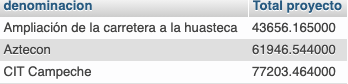 denominacion Total proyecto
Ampliación de la carretera a la huasteca 43656.165000
Aztecon 61946.544000
CIT Campeche 77203.464000